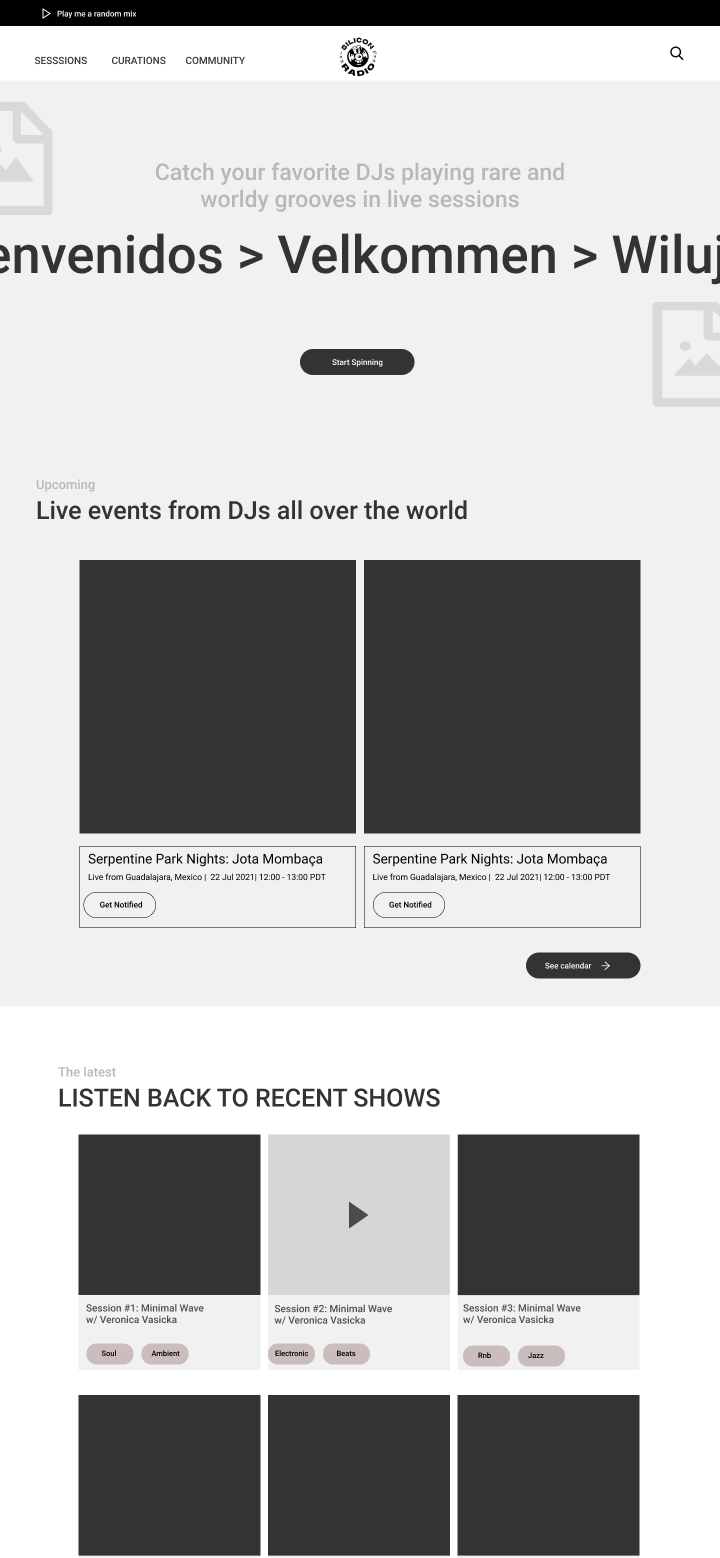 Play me a random mix
SESSSIONS
CURATIONS
COMMUNITY
SILICON
RADIO
Catch your favorite DJs playing rare and
worldy grooves in live sessions
envenidos > Velkommen > Wiluj
Start Spinning
Upcoming
Live events from DJs all over the world
Serpentine Park Nights: Jota Mombaça
Live from Guadalajara, Mexico | 22 Jul 2021| 12:00 - 13:00 PDT
Get Notified
Serpentine Park Nights: Jota Mombaça
Live from Guadalajara, Mexico | 22 Jul 2021| 12:00 - 13:00 PDT
Get Notified
See calendar
The latest
LISTEN BACK TO RECENT SHOWS
Session #1: Minimal Wave
w/ Veronica Vasicka
Soul
Ambient
Session #2: Minimal Wave
w/ Veronica Vasicka
Electronic
Beats
Session #3: Minimal Wave
w/ Veronica Vasicka
Rnb
Jazz